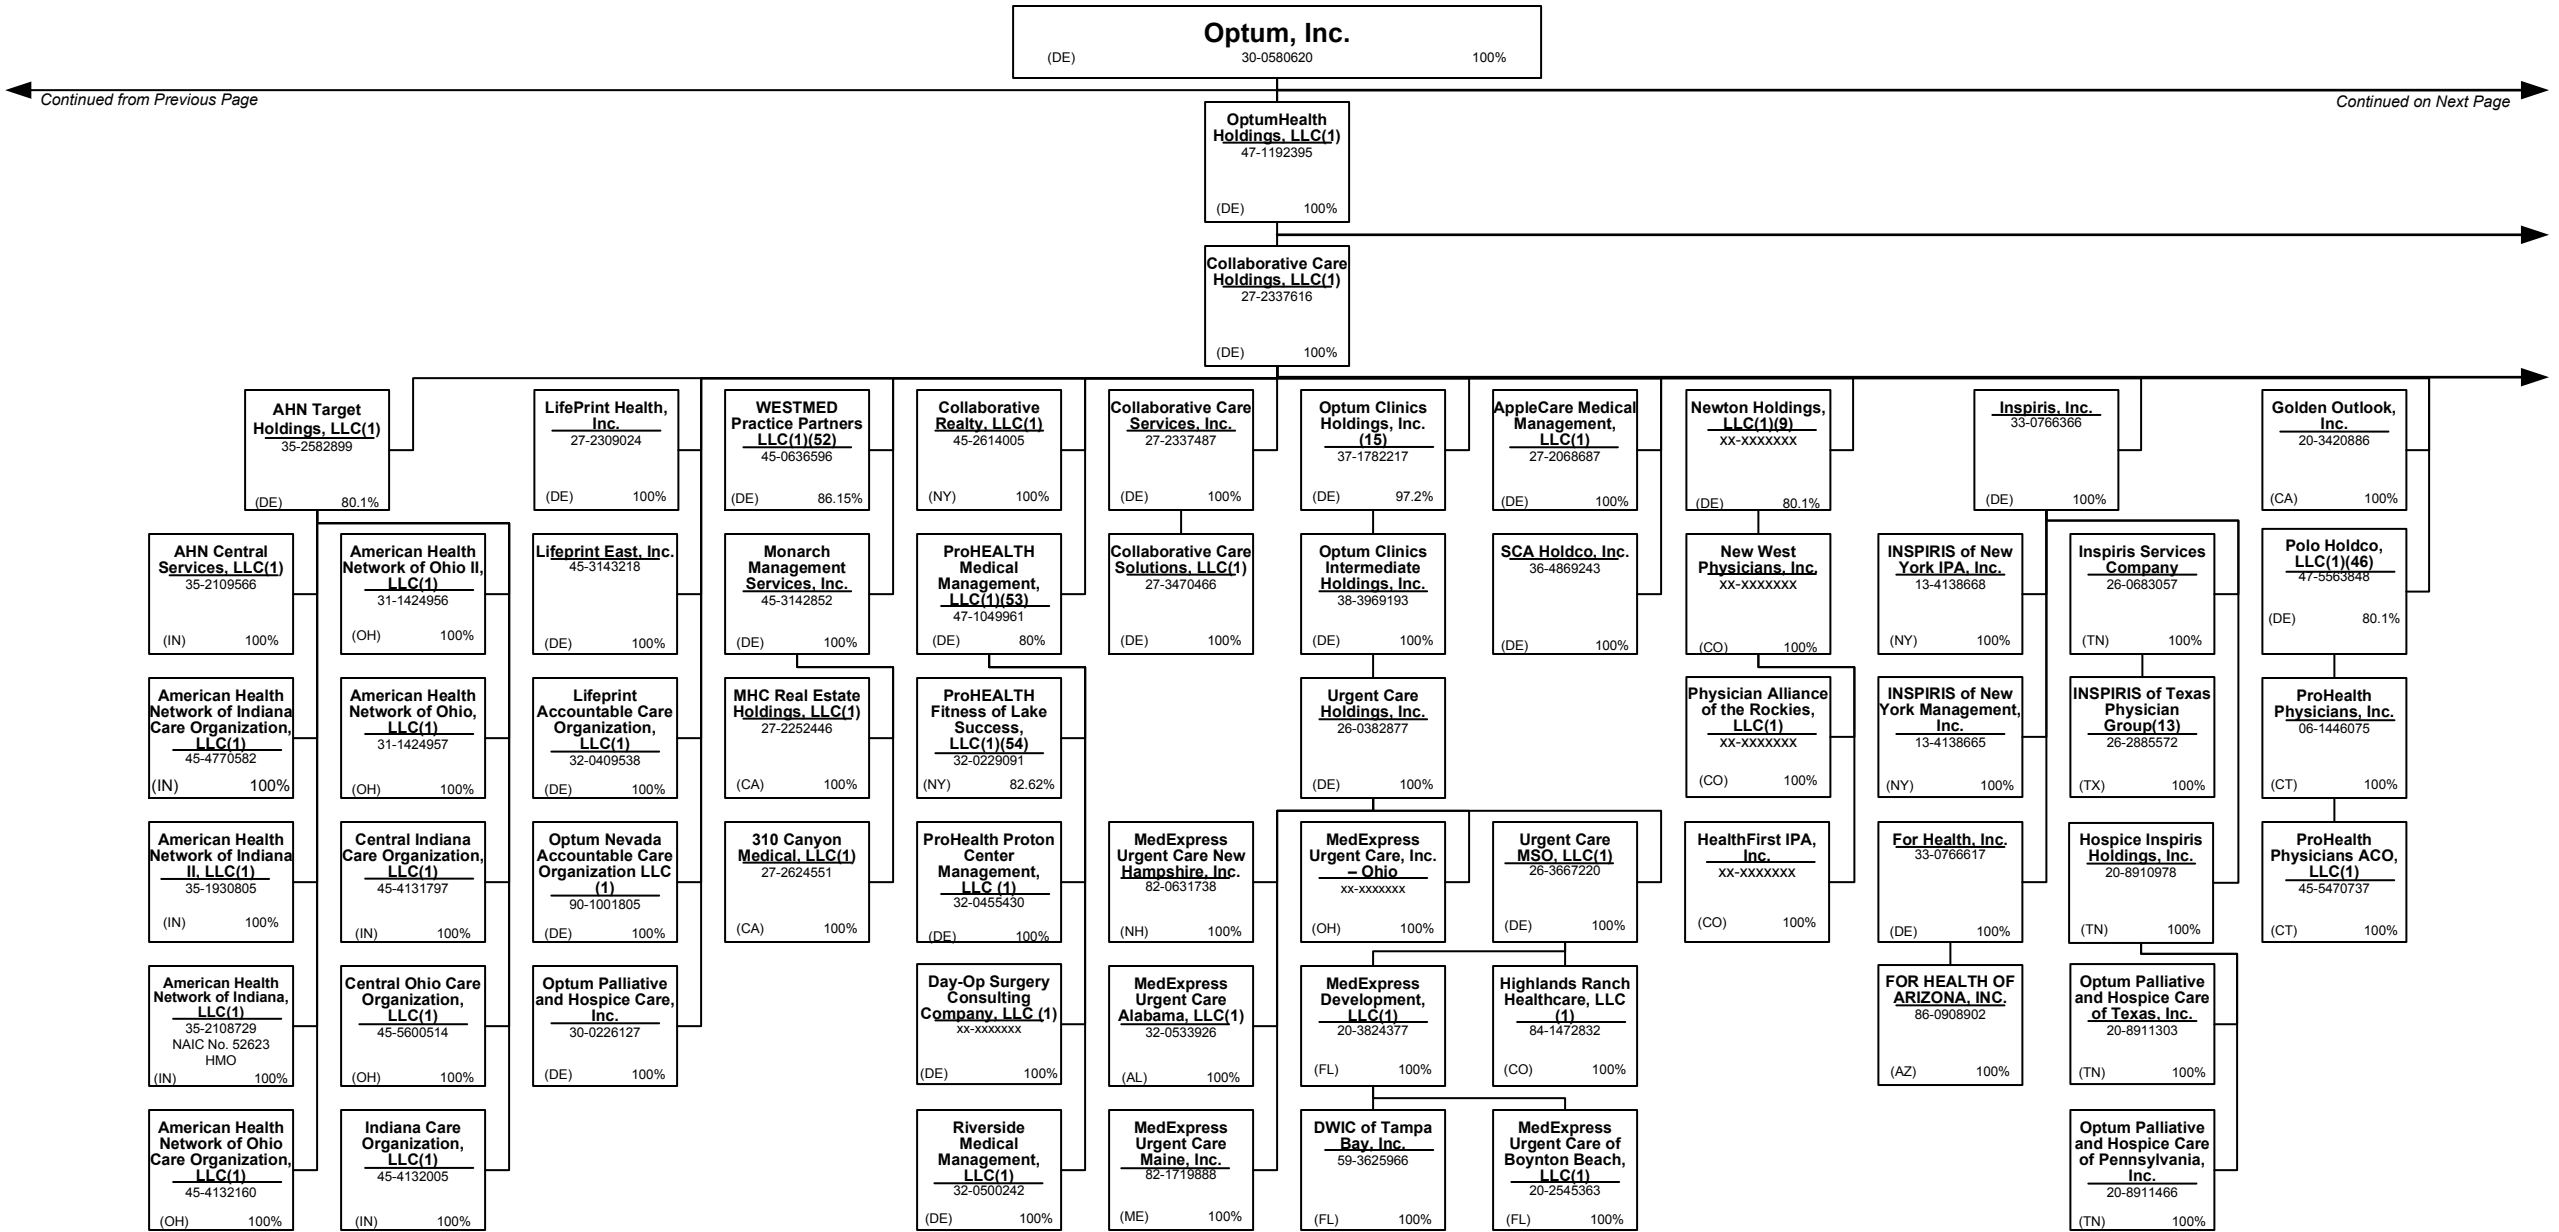 Optum, Inc.
(DE) 30-0580620 100%
Continued from Previous Page
Continued on Next Page
OptumHealth
Holdings, LLC(1)
47-1192395
(DE) 100%
Collaborative Care
Holdings, LLC(1)
27-2337616
(DE) 100%
AHN Target
Holdings, LLC(1)
35-2582899
(DE) 80.1%
LifePrint Health,
Inc.
27-2309024
(DE) 100%
WESTMED
Practice Partners
LLC(1)(52)
45-0636596
(DE) 86.15%
Collaborative
Realty, LLC(1)
45-2614005
(NY) 100%
Collaborative Care
Services, Inc.
27-2337487
(DE) 100%
Optum Clinics
Holdings, Inc.
(15)
37-1782217
(DE) 97.2%
AppleCare Medical
Management,
LLC(1)
27-2068687
(DE) 100%
Newton Holdings,
LLC(1)(9)
xx-xxxxxxx
(DE) 80.1%
Inspiris, Inc.
33-0766366
(DE) 100%
Golden Outlook,
Inc.
20-3420886
(CA) 100%
AHN Central
Services, LLC(1)
35-2109566
(IN) 100%
American Health
Network of Ohio II,
LLC(1)
31-1424956
(OH) 100%
Lifeprint East, Inc.
45-3143218
(DE) 100%
Monarch
Management
Services, Inc.
45-3142852
(DE) 100%
ProHEALTH
Medical
Management,
LLC(1)(53)
47-1049961
(DE) 80%
Collaborative Care
Solutions, LLC(1)
27-3470466
(DE) 100%
Optum Clinics
Intermediate
Holdings, Inc.
38-3969193
(DE) 100%
SCA Holdco, Inc.
36-4869243
(DE) 100%
New West
Physicians, Inc.
xx-xxxxxxx
(CO) 100%
INSPIRIS of New
York IPA, Inc.
13-4138668
(NY) 100%
Inspiris Services
Company
26-0683057
(TN) 100%
Polo Holdco,
LLC(1)(46)
47-5563848
(DE) 80.1%
American Health
Network of Indiana
Care Organization,
LLC(1)
45-4770582
(IN) 100%
American Health
Network of Ohio,
LLC(1)
31-1424957
(OH) 100%
Lifeprint
Accountable Care
Organization,
LLC(1)
32-0409538
(DE) 100%
MHC Real Estate
Holdings, LLC(1)
27-2252446
(CA) 100%
ProHEALTH
Fitness of Lake
Success,
LLC(1)(54)
32-0229091
(NY) 82.62%
Urgent Care
Holdings, Inc.
26-0382877
(DE) 100%
Physician Alliance
of the Rockies,
LLC(1)
xx-xxxxxxx
(CO) 100%
INSPIRIS of New
York Management,
Inc.
13-4138665
(NY) 100%
INSPIRIS of Texas
Physician
Group(13)
26-2885572
(TX) 100%
ProHealth
Physicians, Inc.
06-1446075
(CT) 100%
American Health
Network of Indiana
II, LLC(1)
35-1930805
(IN) 100%
Central Indiana
Care Organization,
LLC(1)
45-4131797
(IN) 100%
Optum Nevada
Accountable Care
Organization LLC
(1)
90-1001805
(DE) 100%
310 Canyon
Medical, LLC(1)
27-2624551
(CA) 100%
ProHealth Proton
Center
Management,
LLC (1)
32-0455430
(DE) 100%
MedExpress
Urgent Care New
Hampshire, Inc.
82-0631738
(NH) 100%
MedExpress
Urgent Care, Inc.
– Ohio
xx-xxxxxxx
(OH) 100%
Urgent Care
MSO, LLC(1)
26-3667220
(DE) 100%
HealthFirst IPA,
Inc.
xx-xxxxxxx
(CO) 100%
For Health, Inc.
33-0766617
(DE) 100%
Hospice Inspiris
Holdings, Inc.
20-8910978
(TN) 100%
ProHealth
Physicians ACO,
LLC(1)
45-5470737
(CT) 100%
American Health
Network of Indiana,
LLC(1)
35-2108729
NAIC No. 52623
HMO
(IN) 100%
Central Ohio Care
Organization,
LLC(1)
45-5600514
(OH) 100%
Optum Palliative
and Hospice Care,
Inc.
30-0226127
(DE) 100%
Day-Op Surgery
Consulting
Company, LLC (1)
xx-xxxxxxx
(DE) 100%
MedExpress
Urgent Care
Alabama, LLC(1)
32-0533926
(AL) 100%
MedExpress
Development,
LLC(1)
20-3824377
(FL) 100%
Highlands Ranch
Healthcare, LLC
(1)
84-1472832
(CO) 100%
FOR HEALTH OF
ARIZONA, INC.
86-0908902
(AZ) 100%
Optum Palliative
and Hospice Care
of Texas, Inc.
20-8911303
(TN) 100%
American Health
Network of Ohio
Care Organization,
LLC(1)
45-4132160
(OH) 100%
Indiana Care
Organization,
LLC(1)
45-4132005
(IN) 100%
Riverside
Medical
Management,
LLC(1)
32-0500242
(DE) 100%
MedExpress
Urgent Care
Maine, Inc.
82-1719888
(ME) 100%
DWIC of Tampa
Bay, Inc.
59-3625966
(FL) 100%
MedExpress
Urgent Care of
Boynton Beach,
LLC(1)
20-2545363
(FL) 100%
Optum Palliative
and Hospice Care
of Pennsylvania,
Inc.
20-8911466
(TN) 100%